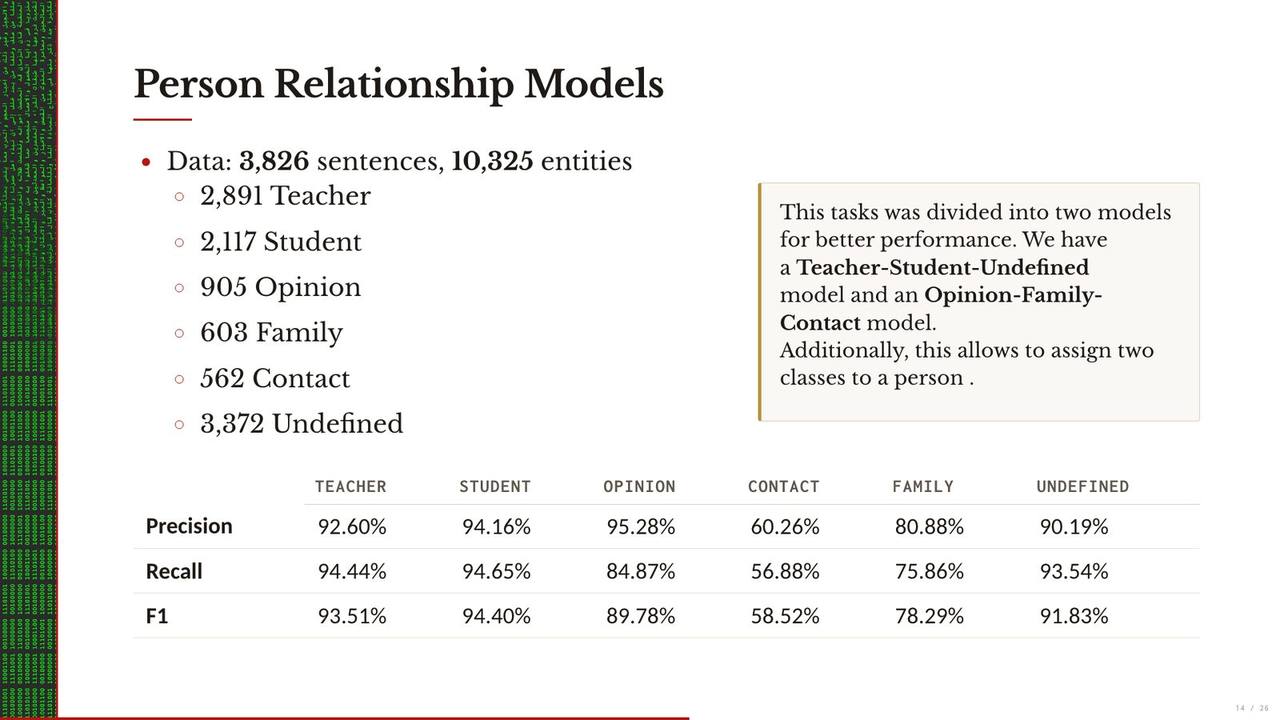 Person Relationship Models
• Data: 3,826 sentences, 10,325 entities
○ 2,891 Teacher
○ 2,117 Student
○ 905 Opinion
○ 603 Family
○ 562 Contact
○ 3,372 Undefined
This tasks was divided into two models
for better performance. We have
a Teacher-Student-Undefined
model and an Opinion-Family-
Contact model.
Additionally, this allows to assign two
classes to a person .
TEACHER STUDENT OPINION CONTACT FAMILY UNDEFINED
Precision 92.60% 94.16% 95.28% 60.26% 80.88% 90.19%
Recall 94.44% 94.65% 84.87% 56.88% 75.86% 93.54%
F1 93.51% 94.40% 89.78% 58.52% 78.29% 91.83%
14 / 26